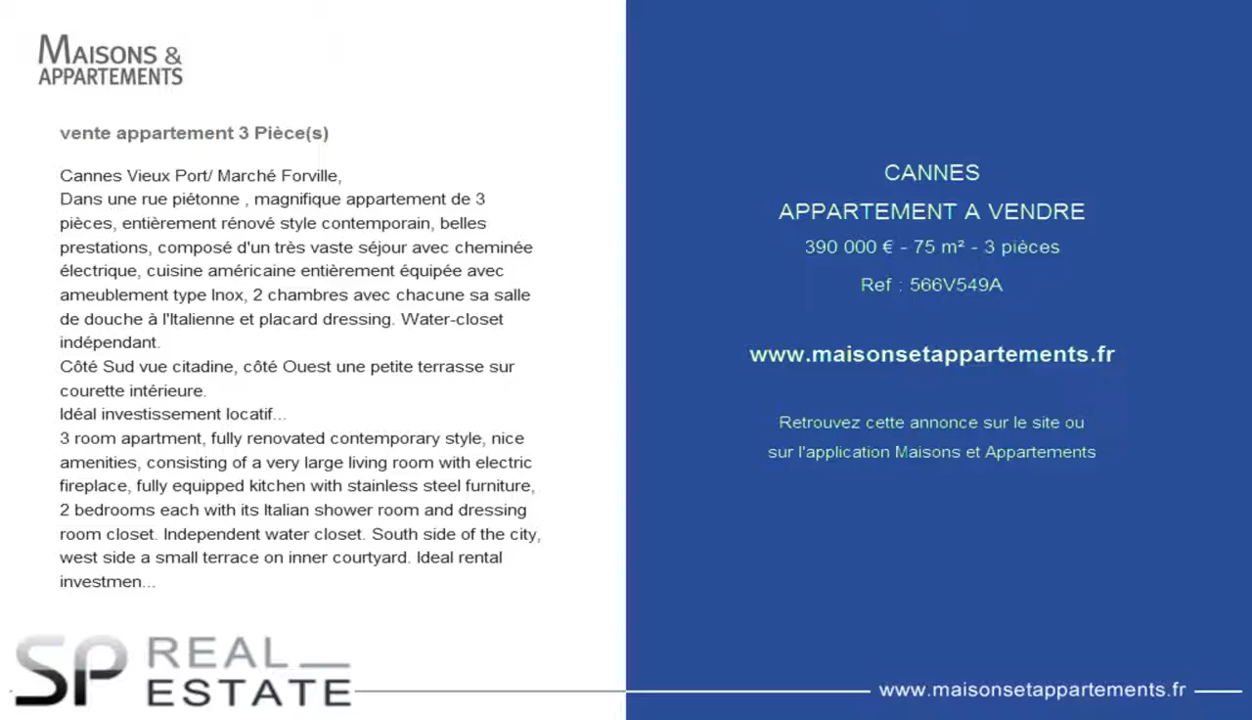 MAISONS &
APPARTEMENTS
vente appartement 3 Pièce(s)
Cannes Vieux Port/ Marché Forville,
Dans une rue piétonne , magnifique appartement de 3
pièces, entièrement rénové style contemporain, belles
prestations, composé d'un très vaste séjour avec cheminée
électrique, cuisine américaine entièrement équipée avec
ameublement type Inox, 2 chambres avec chacune sa salle
de douche à l'Italienne et placard dressing. Water-closet
indépendant.
Côté Sud vue citadine, côté Ouest une petite terrasse sur
courette intérieure.
Idéal investissement locatif...
3 room apartment, fully renovated contemporary style, nice
amenities, consisting of a very large living room with electric
fireplace, fully equipped kitchen with stainless steel furniture,
2 bedrooms each with its Italian shower room and dressing
room closet. Independent water closet. South side of the city,
west side a small terrace on inner courtyard. Ideal rental
investmen...
SP REAL
ESTATE
CANNES
APPARTEMENT A VENDRE
390 000 € - 75 m² - 3 pièces
Ref : 566V549A
www.maisonsetappartements.fr
Retrouvez cette annonce sur le site ou
sur l'application Maisons et Appartements
www.maisonsetappartements.fr